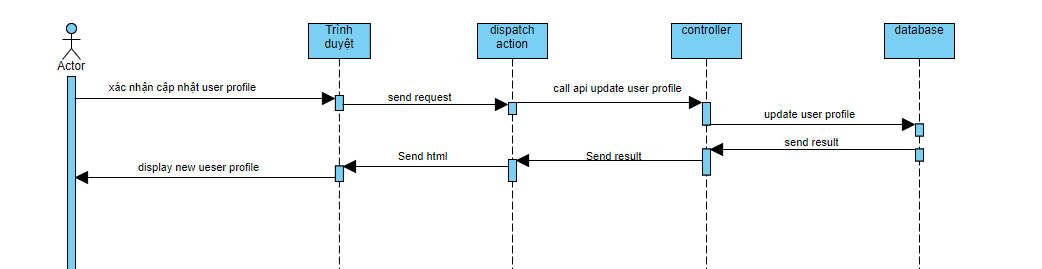 Trình
duyệt
dispatch
action
controller
database
Actor
xác nhận cập nhật user profile
send request
call api update user profile
update user profile
send result
Send result
Send html
display new ueser profile